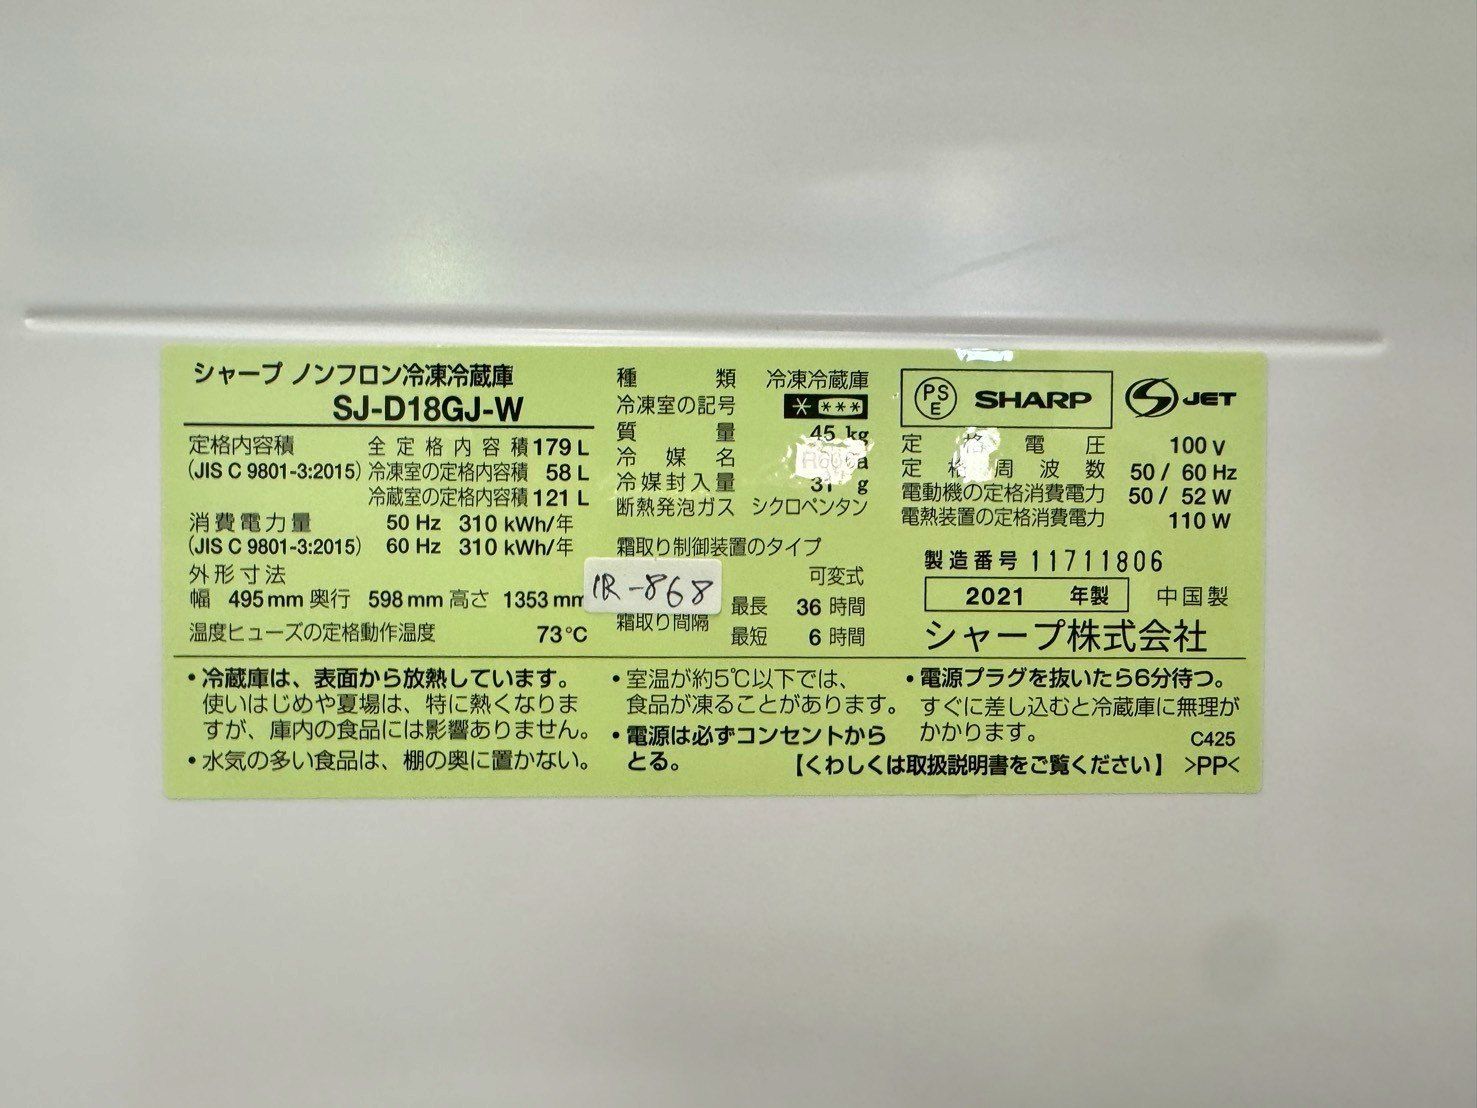 シャープ ノンフロン冷凍冷蔵庫
SJ-D18GJ-W
定格内容積 全定格内容積 179 L
(JIS C 9801-3:2015) 冷凍室の定格内容積 58 L
冷蔵室の定格内容積 121 L
消費電力量 50 Hz 310 kWh/年
(JIS C 9801-3:2015) 60 Hz 310 kWh/年
外形寸法
幅 495 mm 奥行 598 mm 高さ 1353 mm
温度ヒューズの定格動作温度 73℃
種類 冷凍冷蔵庫
冷凍室の記号 * ***
質量 45 kg
冷媒名 R600a
冷媒封入量 31 g
断熱発泡ガス シクロペンタン
霜取り制御装置のタイプ
可変式
IR-868
霜取り間隔 最長 36 時間
最短 6 時間
PSE SHARP S JET
定格電圧 100 V
定格周波数 50 / 60 Hz
電動機の定格消費電力 50 / 52 W
電熱装置の定格消費電力 110 W
製造番号 11711806
2021 年製 中国製
シャープ株式会社
・冷蔵庫は、表面から放熱しています。
使いはじめや夏場は、特に熱くなりま
すが、庫内の食品には影響ありません。
・水気の多い食品は、棚の奥に置かない。
・室温が約5℃以下では、
食品が凍ることがあります。
・電源は必ずコンセントから
とる。
・電源プラグを抜いたら6分待つ。
すぐに差し込むと冷蔵庫に無理が
かかります。
C425
【くわしくは取扱説明書をご覧ください】 >PP<